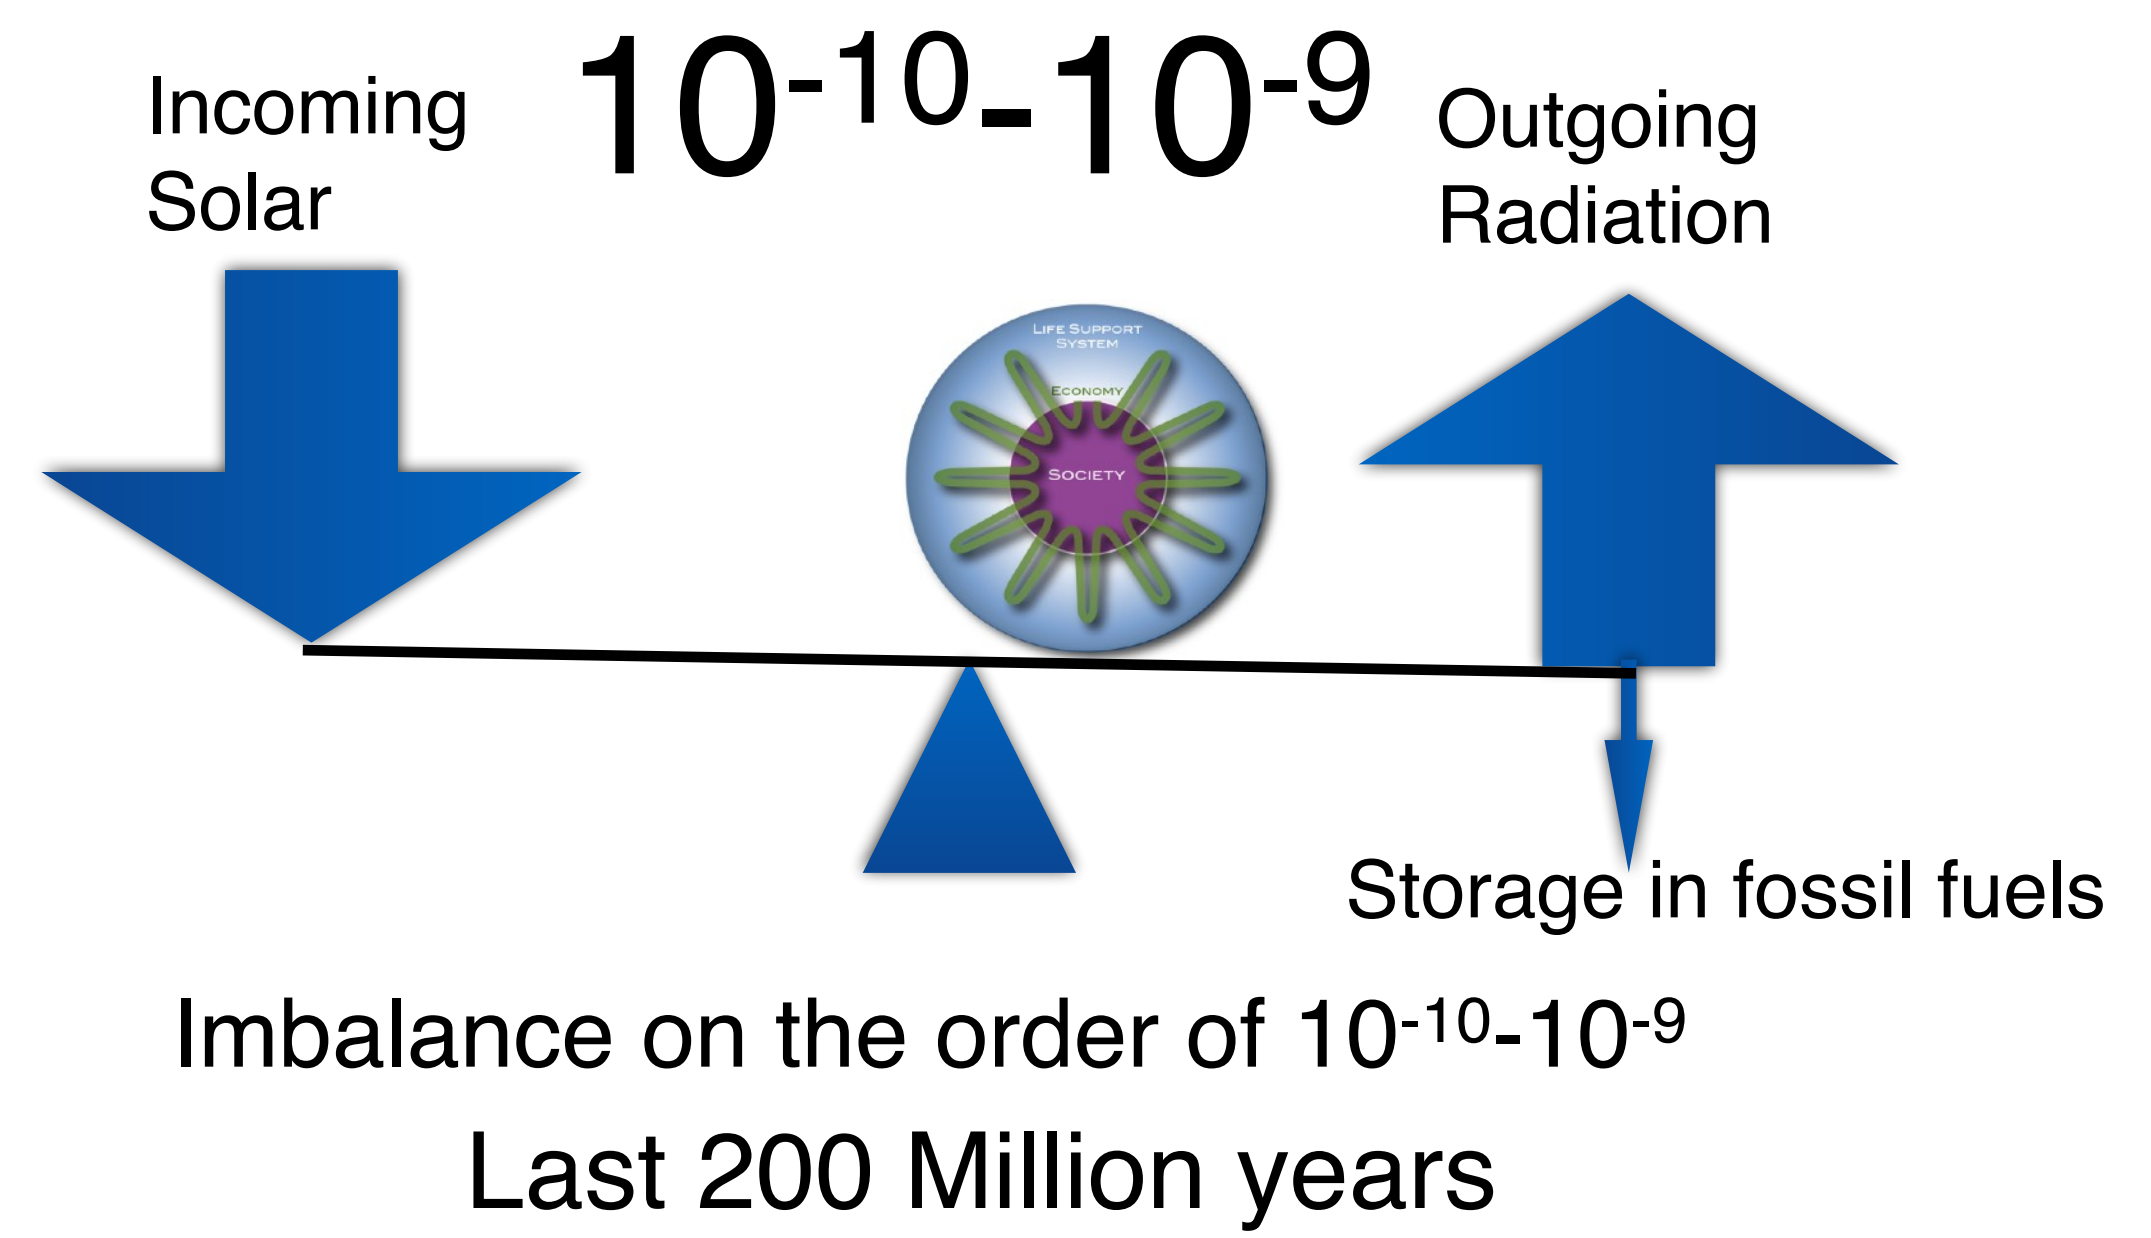 10⁻¹⁰-10⁻⁹
Incoming
Solar
Outgoing
Radiation
LIFE SUPPORT
SYSTEM
ECONOMY
SOCIETY
Storage in fossil fuels
Imbalance on the order of 10⁻¹⁰-10⁻⁹
Last 200 Million years